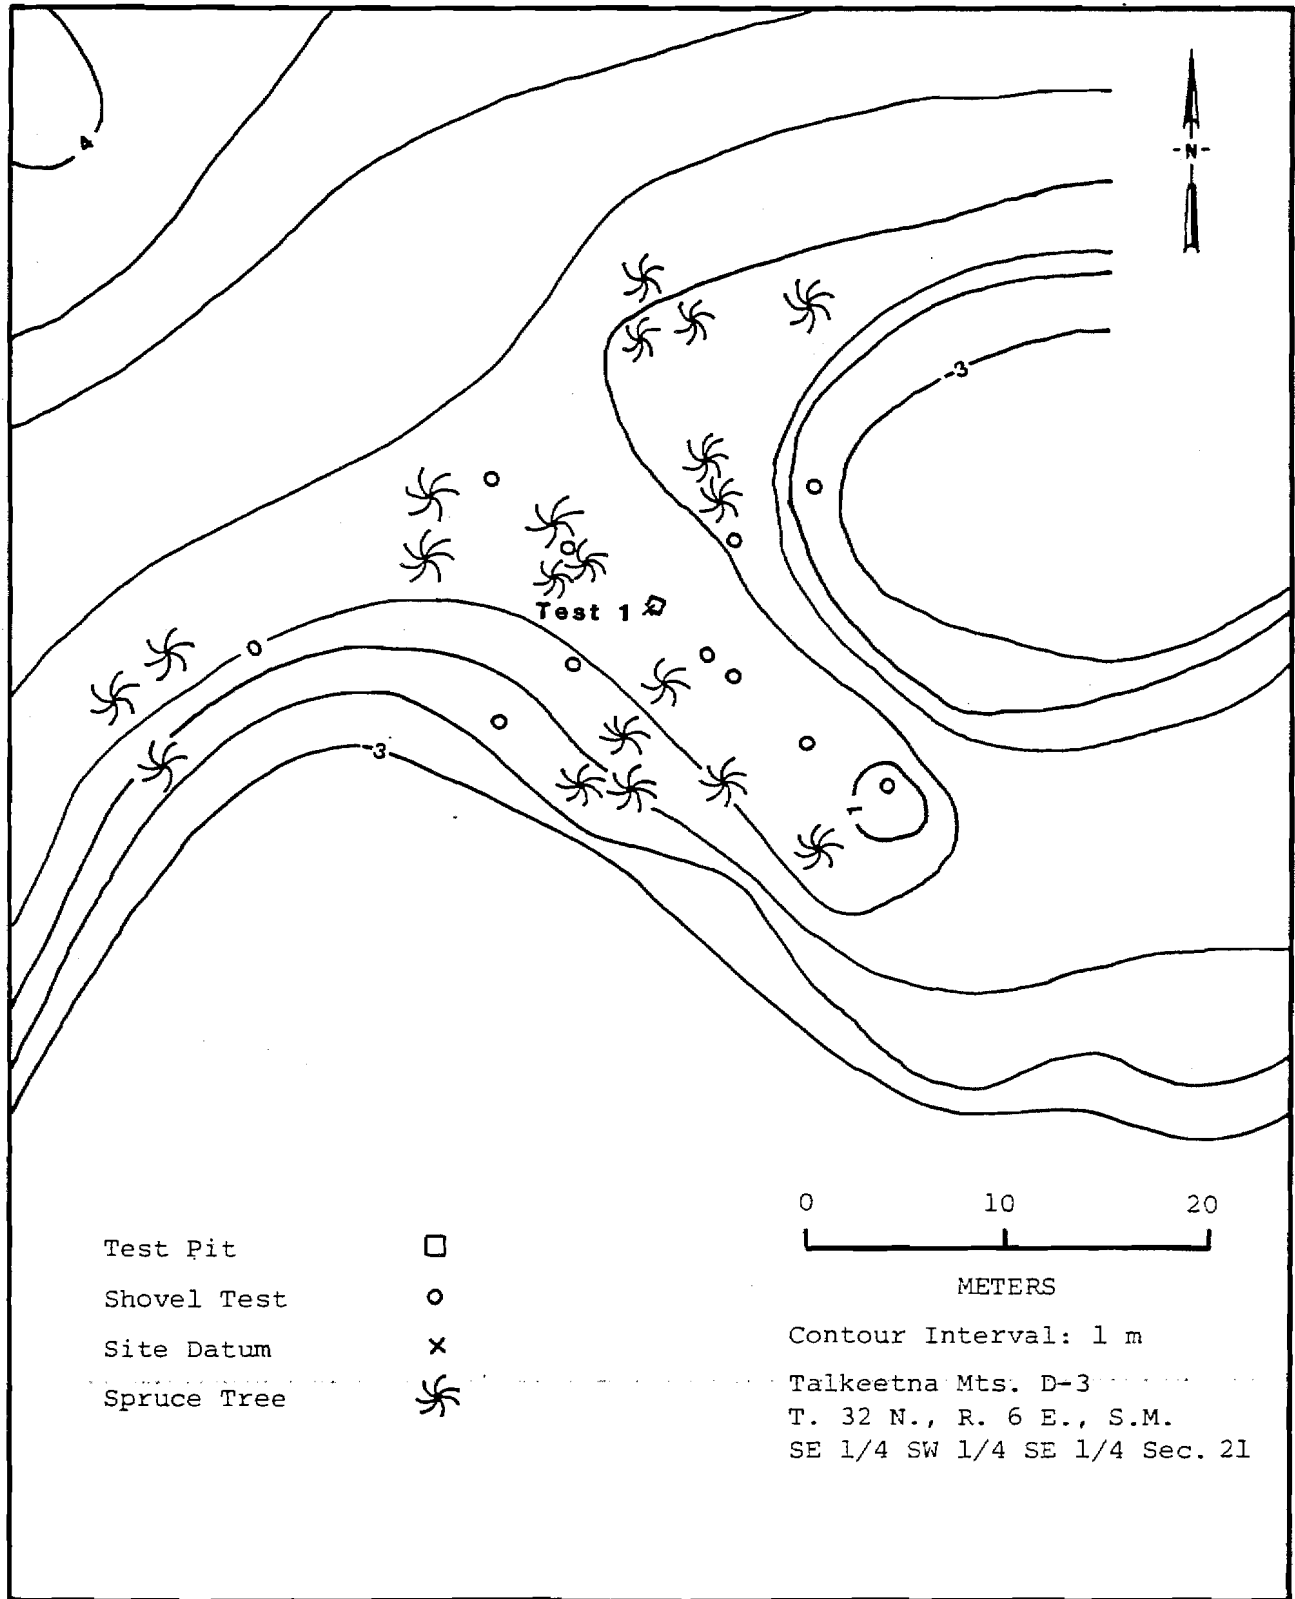 4
-N-
-3
Test 1
0
-3
1
0 10 20
METERS
Test Pit
Shovel Test
Site Datum
Spruce Tree
Contour Interval: 1 m
Talkeetna Mts. D-3
T. 32 N., R. 6 E., S.M.
SE 1/4 SW 1/4 SE 1/4 Sec. 21